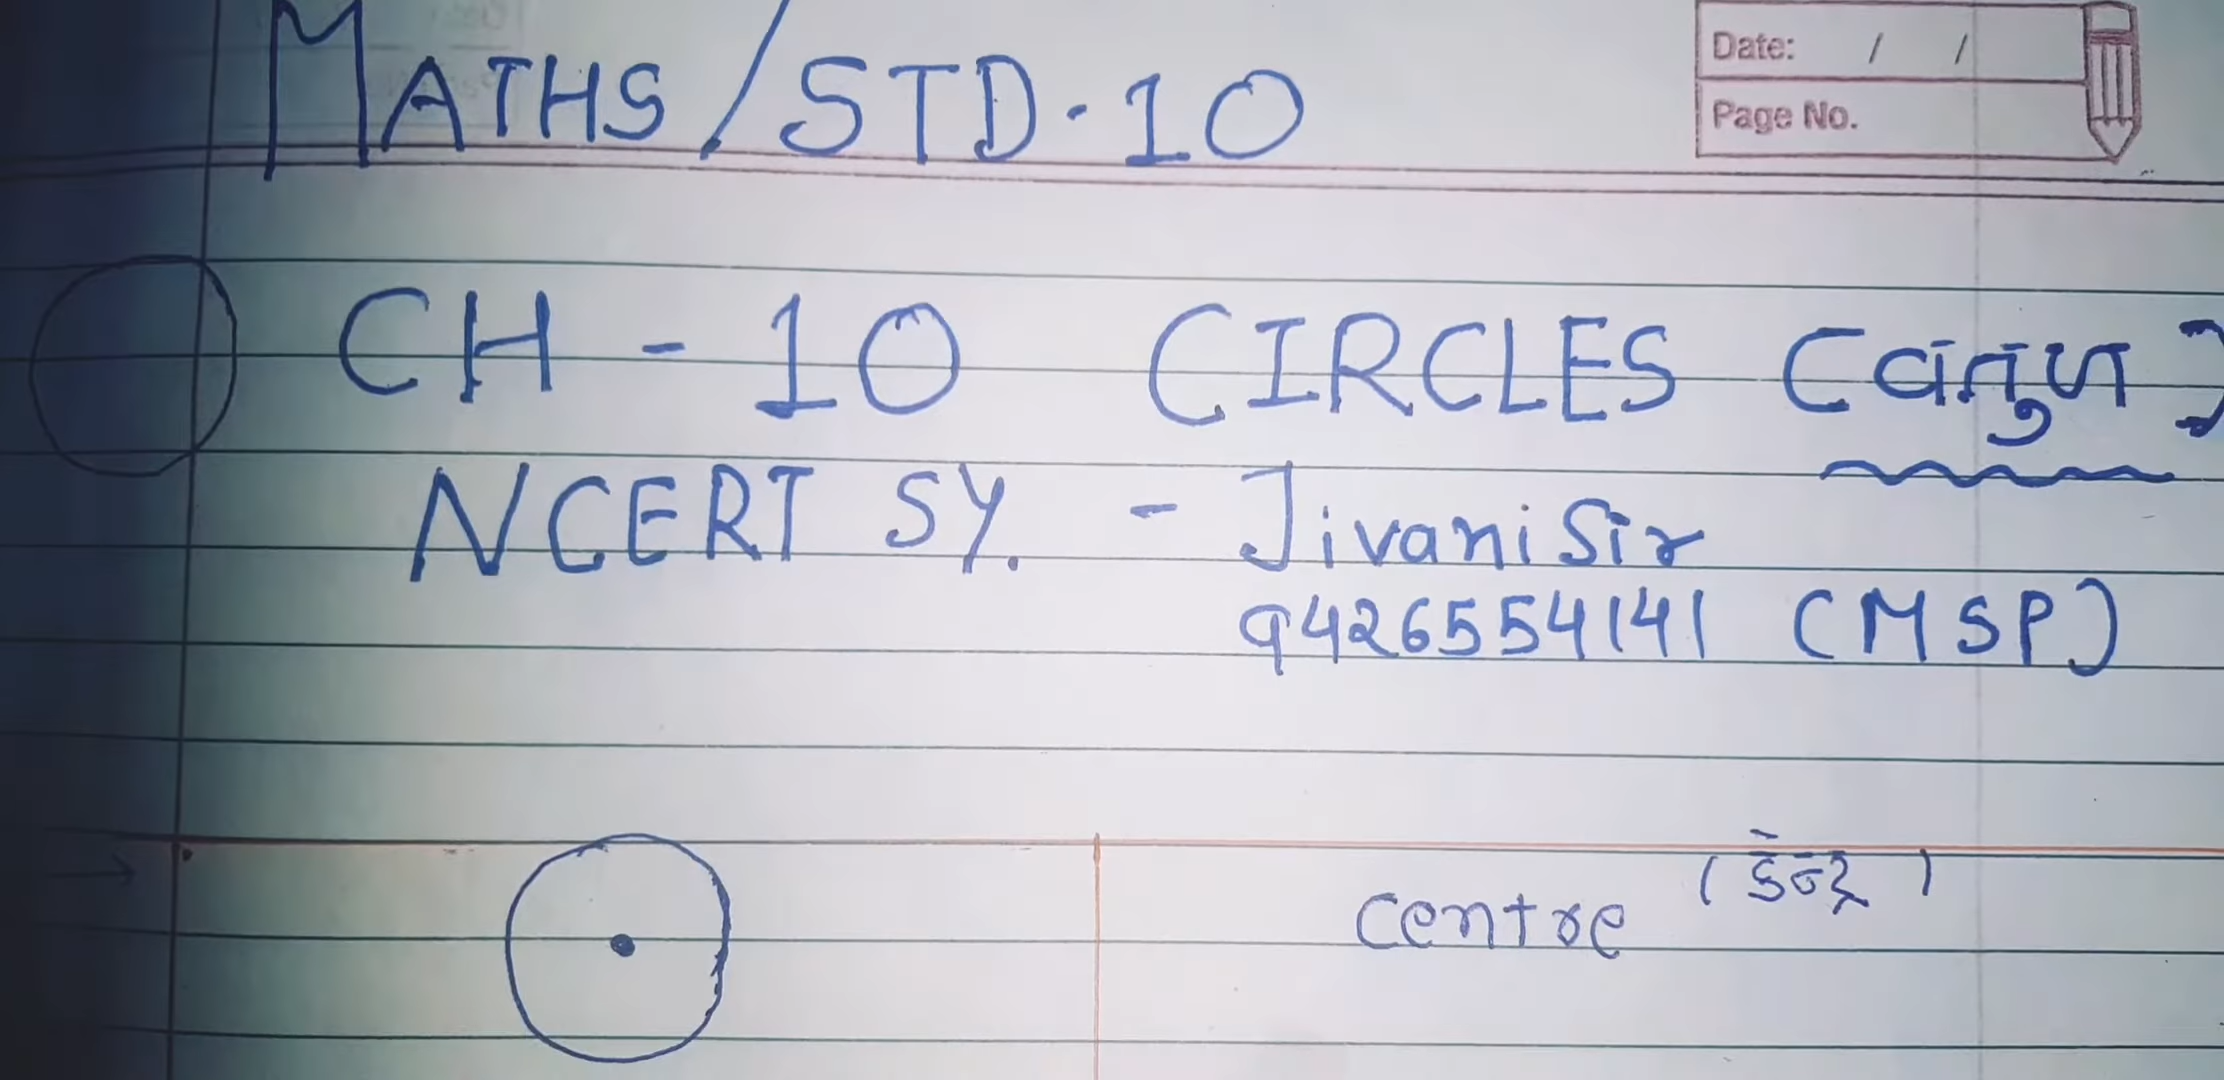 MATHS/STD.10
Date: / /
Page No.
CH - 10 CIRCLES (વર્તુળ)
NCERT SY. - Jivani Sir
9426554141 (MSP)
Centre (કેન્દ્ર)